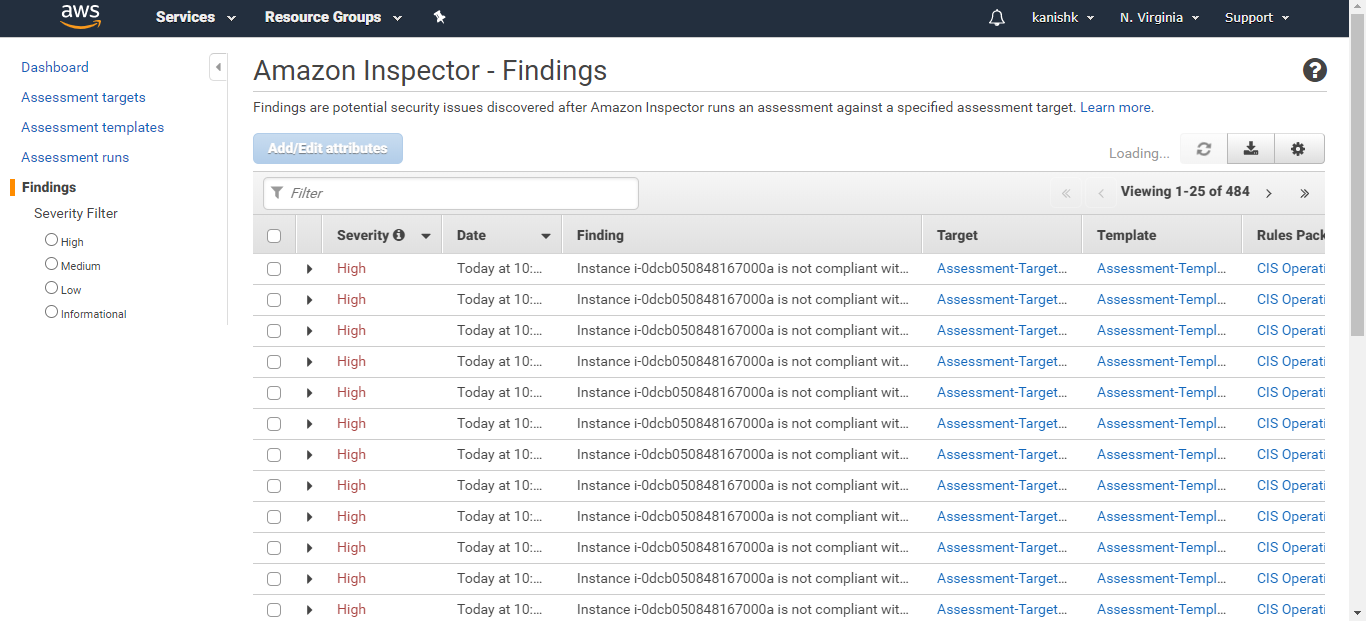 aws Services Resource Groups kanishk N. Virginia Support
Dashboard
Assessment targets
Assessment templates
Assessment runs
Findings
Severity Filter
High
Medium
Low
Informational
Amazon Inspector - Findings
Findings are potential security issues discovered after Amazon Inspector runs an assessment against a specified assessment target. Learn more.
Add/Edit attributes Loading...
Filter « ‹ Viewing 1-25 of 484 › »
Severity Date Finding Target Template Rules Pack
High Today at 10:... Instance i-0dcb050848167000a is not compliant wit... Assessment-Target... Assessment-Templ... CIS Operati
High Today at 10:... Instance i-0dcb050848167000a is not compliant wit... Assessment-Target... Assessment-Templ... CIS Operati
High Today at 10:... Instance i-0dcb050848167000a is not compliant wit... Assessment-Target... Assessment-Templ... CIS Operati
High Today at 10:... Instance i-0dcb050848167000a is not compliant wit... Assessment-Target... Assessment-Templ... CIS Operati
High Today at 10:... Instance i-0dcb050848167000a is not compliant wit... Assessment-Target... Assessment-Templ... CIS Operati
High Today at 10:... Instance i-0dcb050848167000a is not compliant wit... Assessment-Target... Assessment-Templ... CIS Operati
High Today at 10:... Instance i-0dcb050848167000a is not compliant wit... Assessment-Target... Assessment-Templ... CIS Operati
High Today at 10:... Instance i-0dcb050848167000a is not compliant wit... Assessment-Target... Assessment-Templ... CIS Operati
High Today at 10:... Instance i-0dcb050848167000a is not compliant wit... Assessment-Target... Assessment-Templ... CIS Operati
High Today at 10:... Instance i-0dcb050848167000a is not compliant wit... Assessment-Target... Assessment-Templ... CIS Operati
High Today at 10:... Instance i-0dcb050848167000a is not compliant wit... Assessment-Target... Assessment-Templ... CIS Operati
High Today at 10:... Instance i-0dcb050848167000a is not compliant wit... Assessment-Target... Assessment-Templ... CIS Operati